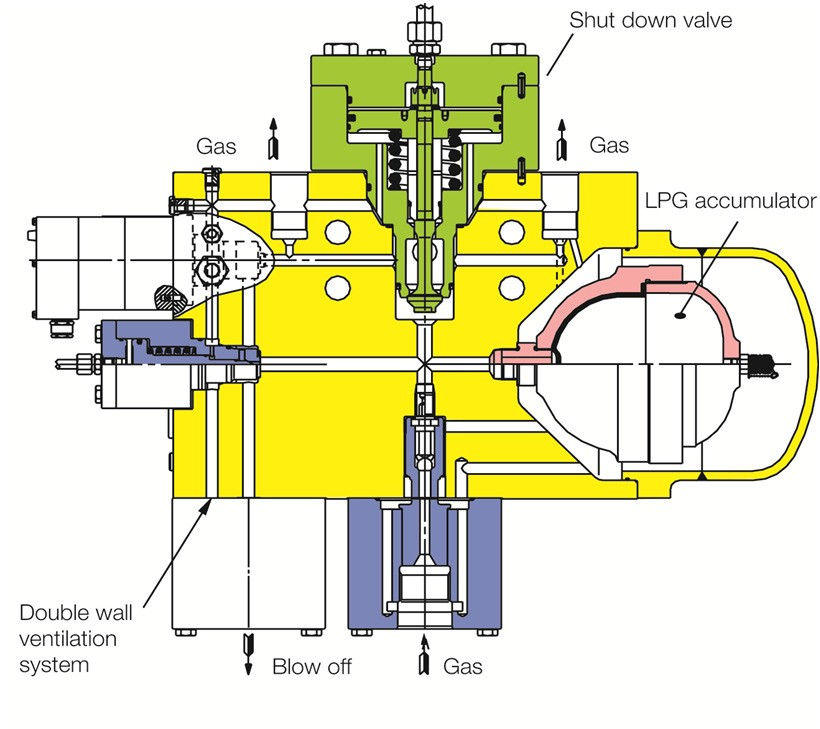 Shut down valve
Gas
Gas
LPG accumulator
Double wall
ventilation
system
Blow off
Gas